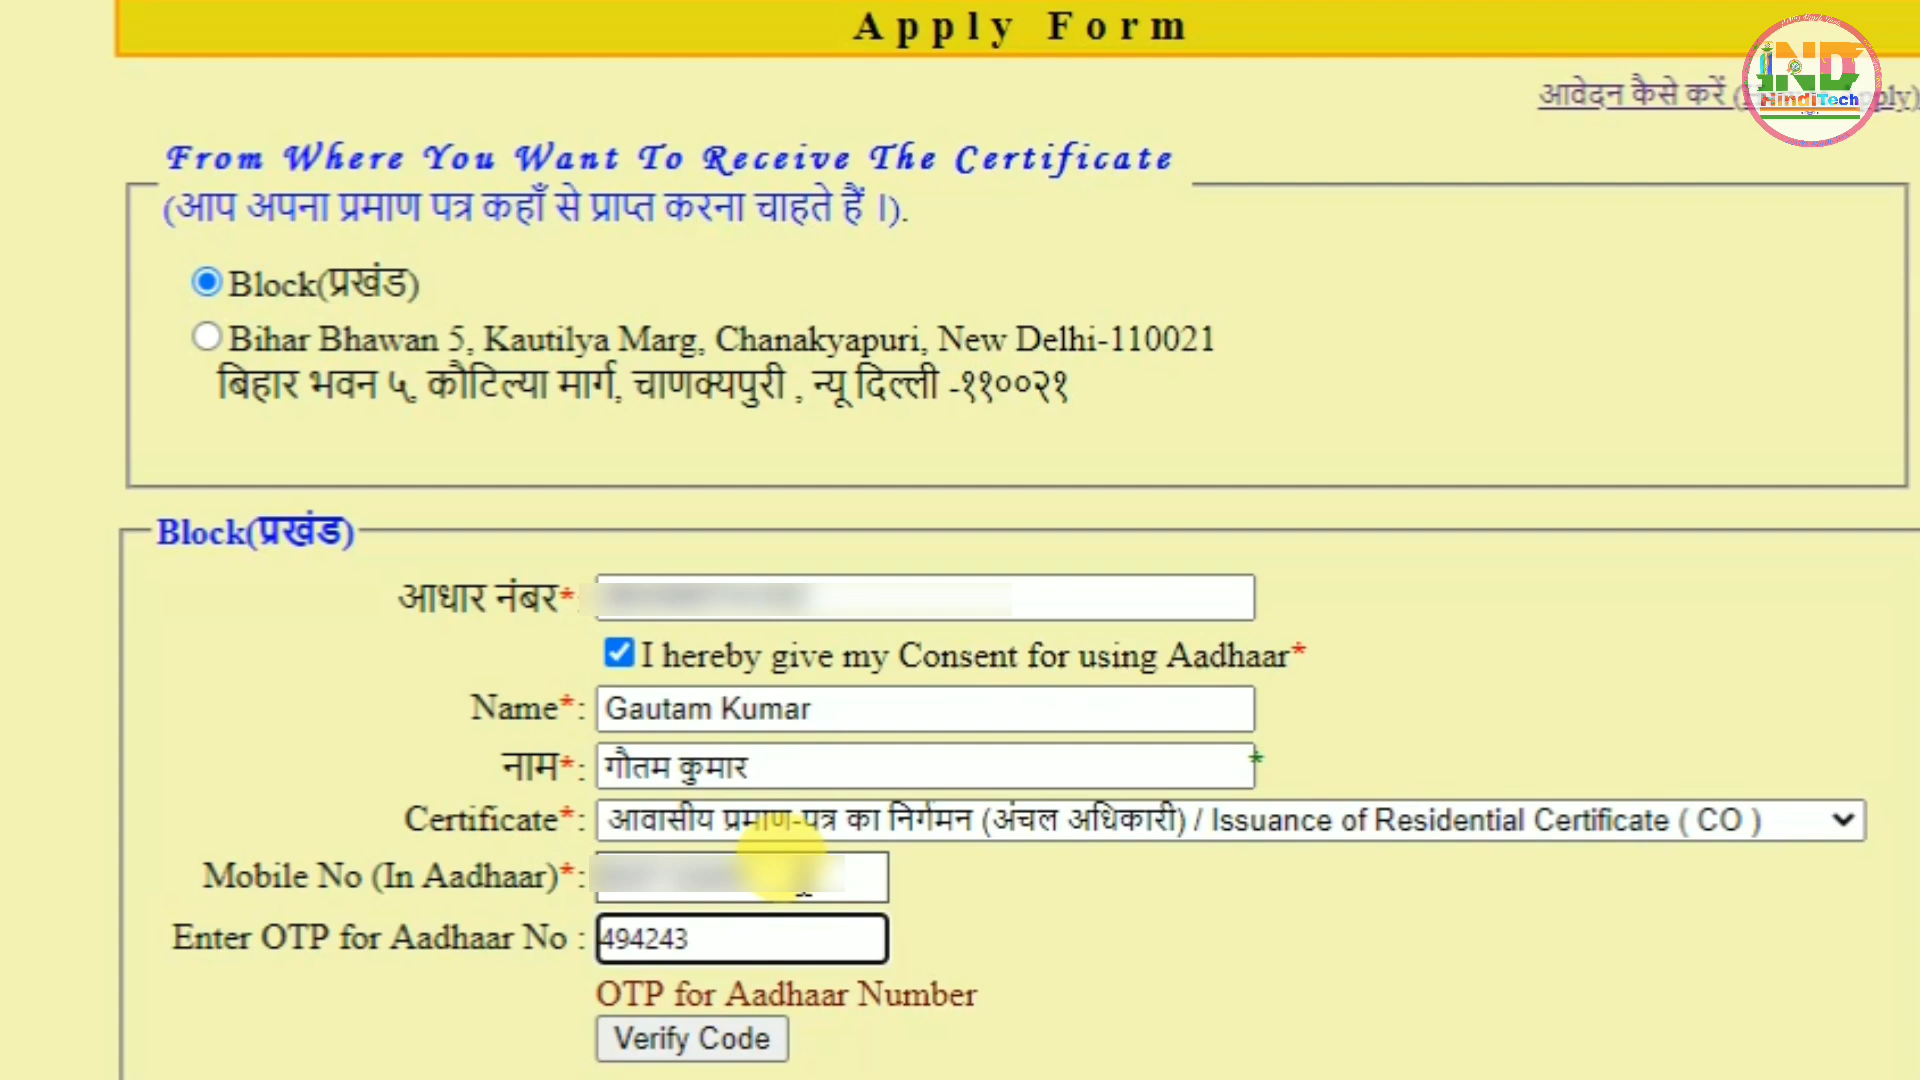 Apply Form
IND
HindiTech
आवेदन कैसे करें (
pply)
From Where You Want To Receive The Certificate
(आप अपना प्रमाण पत्र कहाँ से प्राप्त करना चाहते हैं ।).
Block(प्रखंड)
Bihar Bhawan 5, Kautilya Marg, Chanakyapuri, New Delhi-110021
बिहार भवन ५, कौटिल्या मार्ग, चाणक्यपुरी , न्यू दिल्ली -११००२१
Block(प्रखंड)
आधार नंबर*:
I hereby give my Consent for using Aadhaar*
Name*: Gautam Kumar
नाम*: गौतम कुमार *
Certificate*: आवासीय प्रमाण-पत्र का निर्गमन (अंचल अधिकारी) / Issuance of Residential Certificate ( CO )
Mobile No (In Aadhaar)*:
Enter OTP for Aadhaar No : 494243
OTP for Aadhaar Number
Verify Code